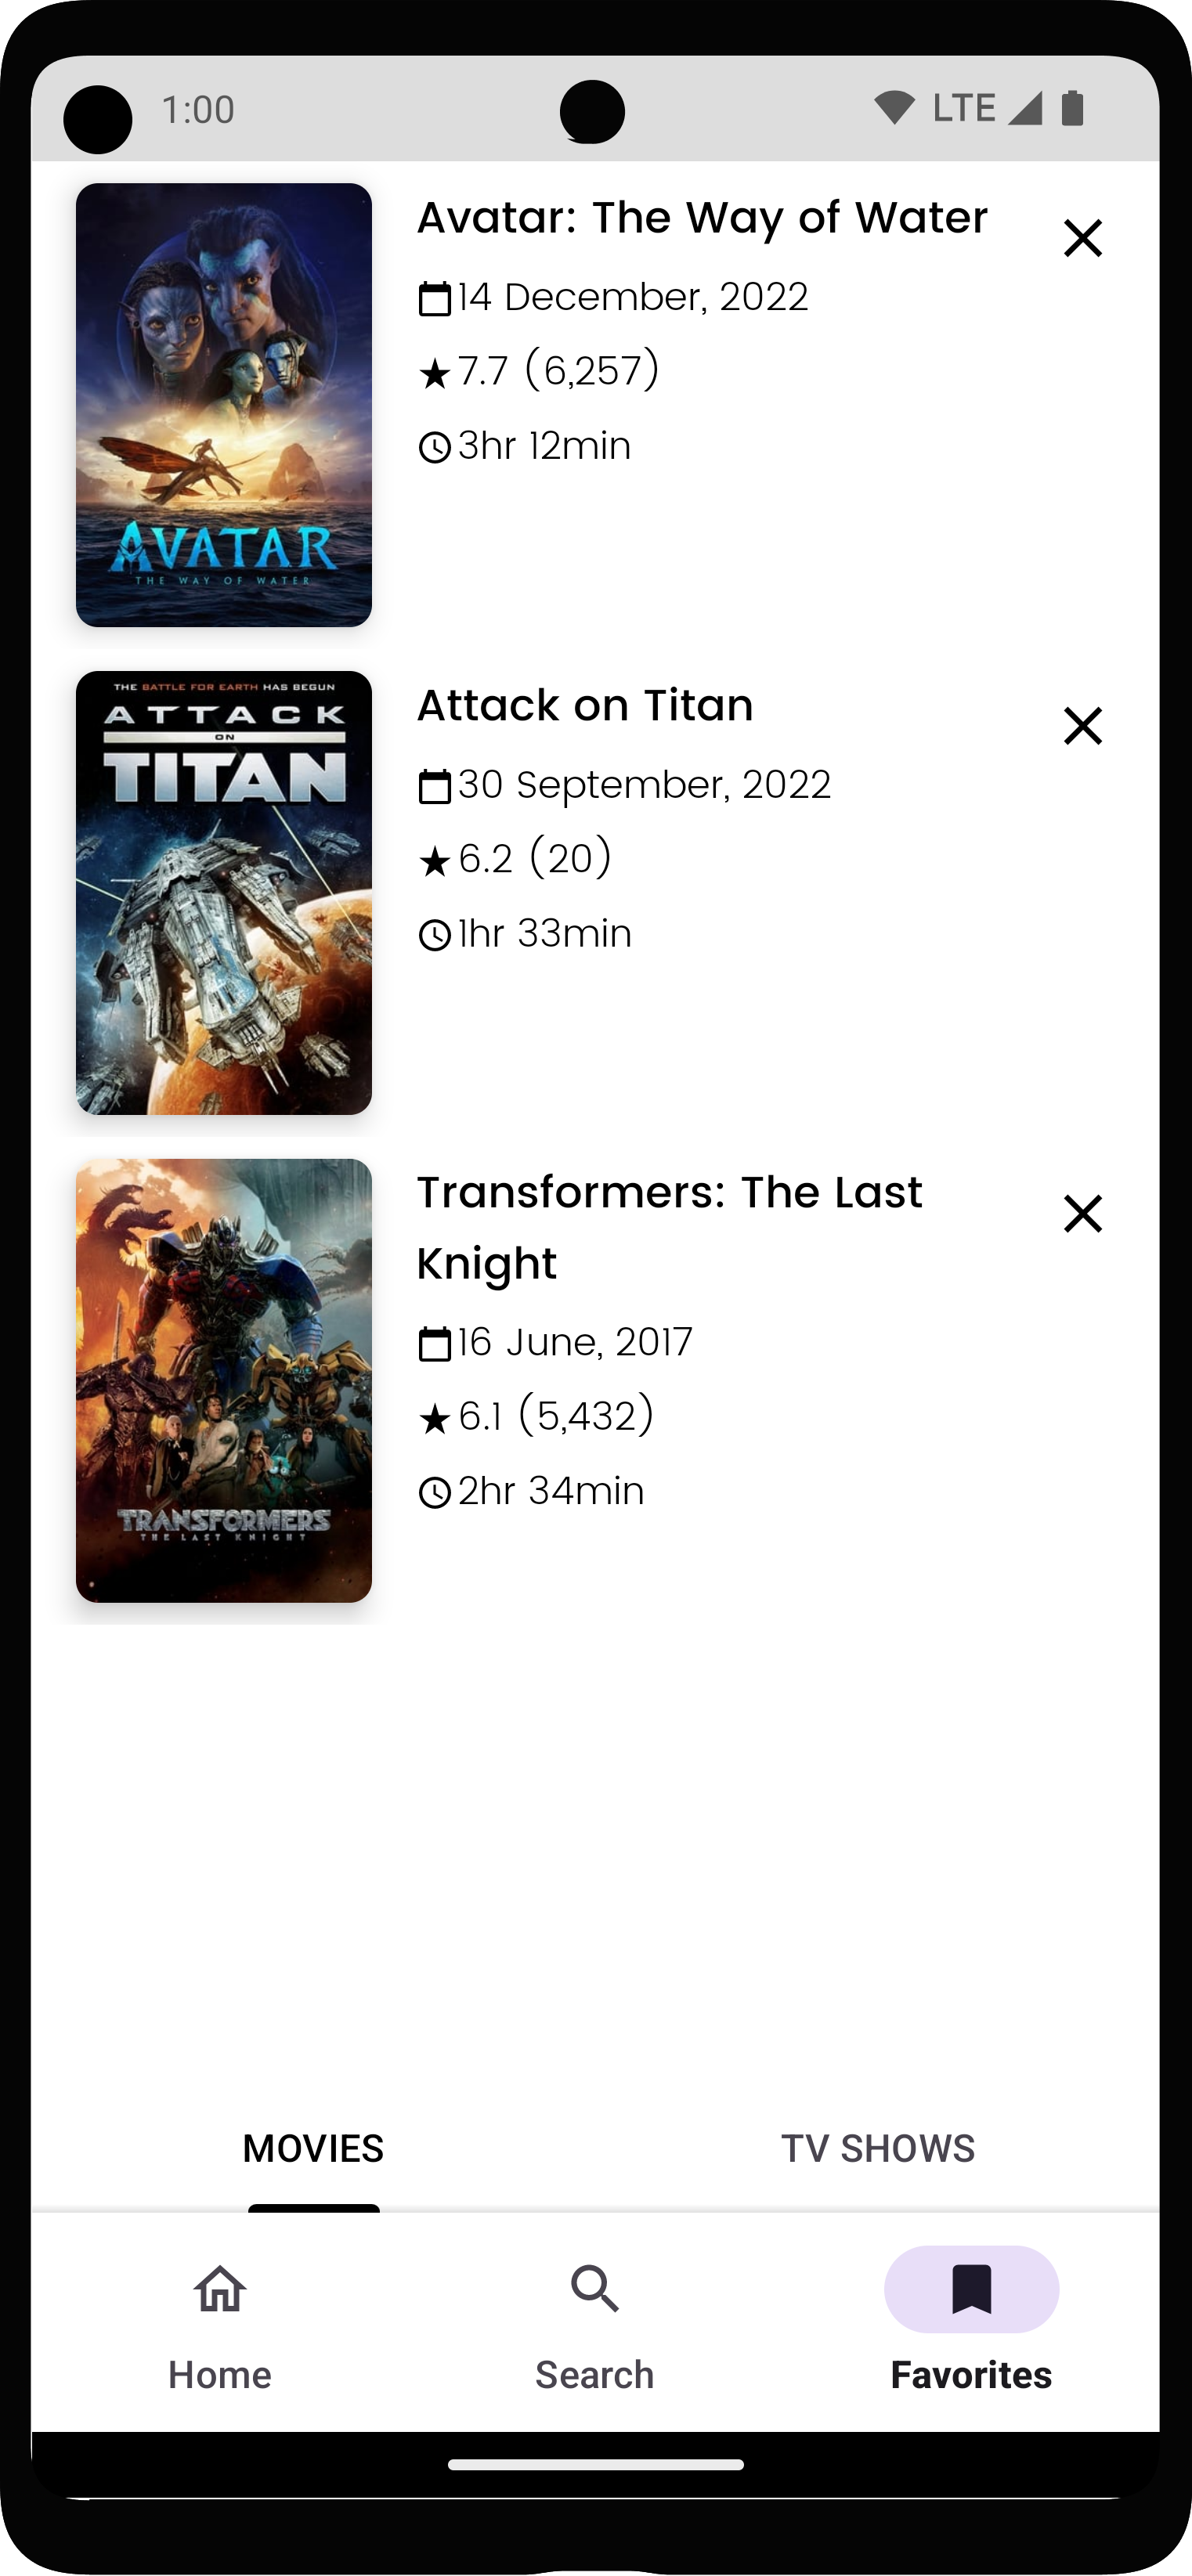 1:00 LTE
Avatar: The Way of Water
14 December, 2022
7.7 (6,257)
3hr 12min
AVATAR
THE WAY OF WATER
THE BATTLE FOR EARTH HAS BEGUN
ATTACK
ON
TITAN
Attack on Titan
30 September, 2022
6.2 (20)
1hr 33min
Transformers: The Last
Knight
16 June, 2017
6.1 (5,432)
2hr 34min
TRANSFORMERS
THE LAST KNIGHT
MOVIES TV SHOWS
Home Search Favorites